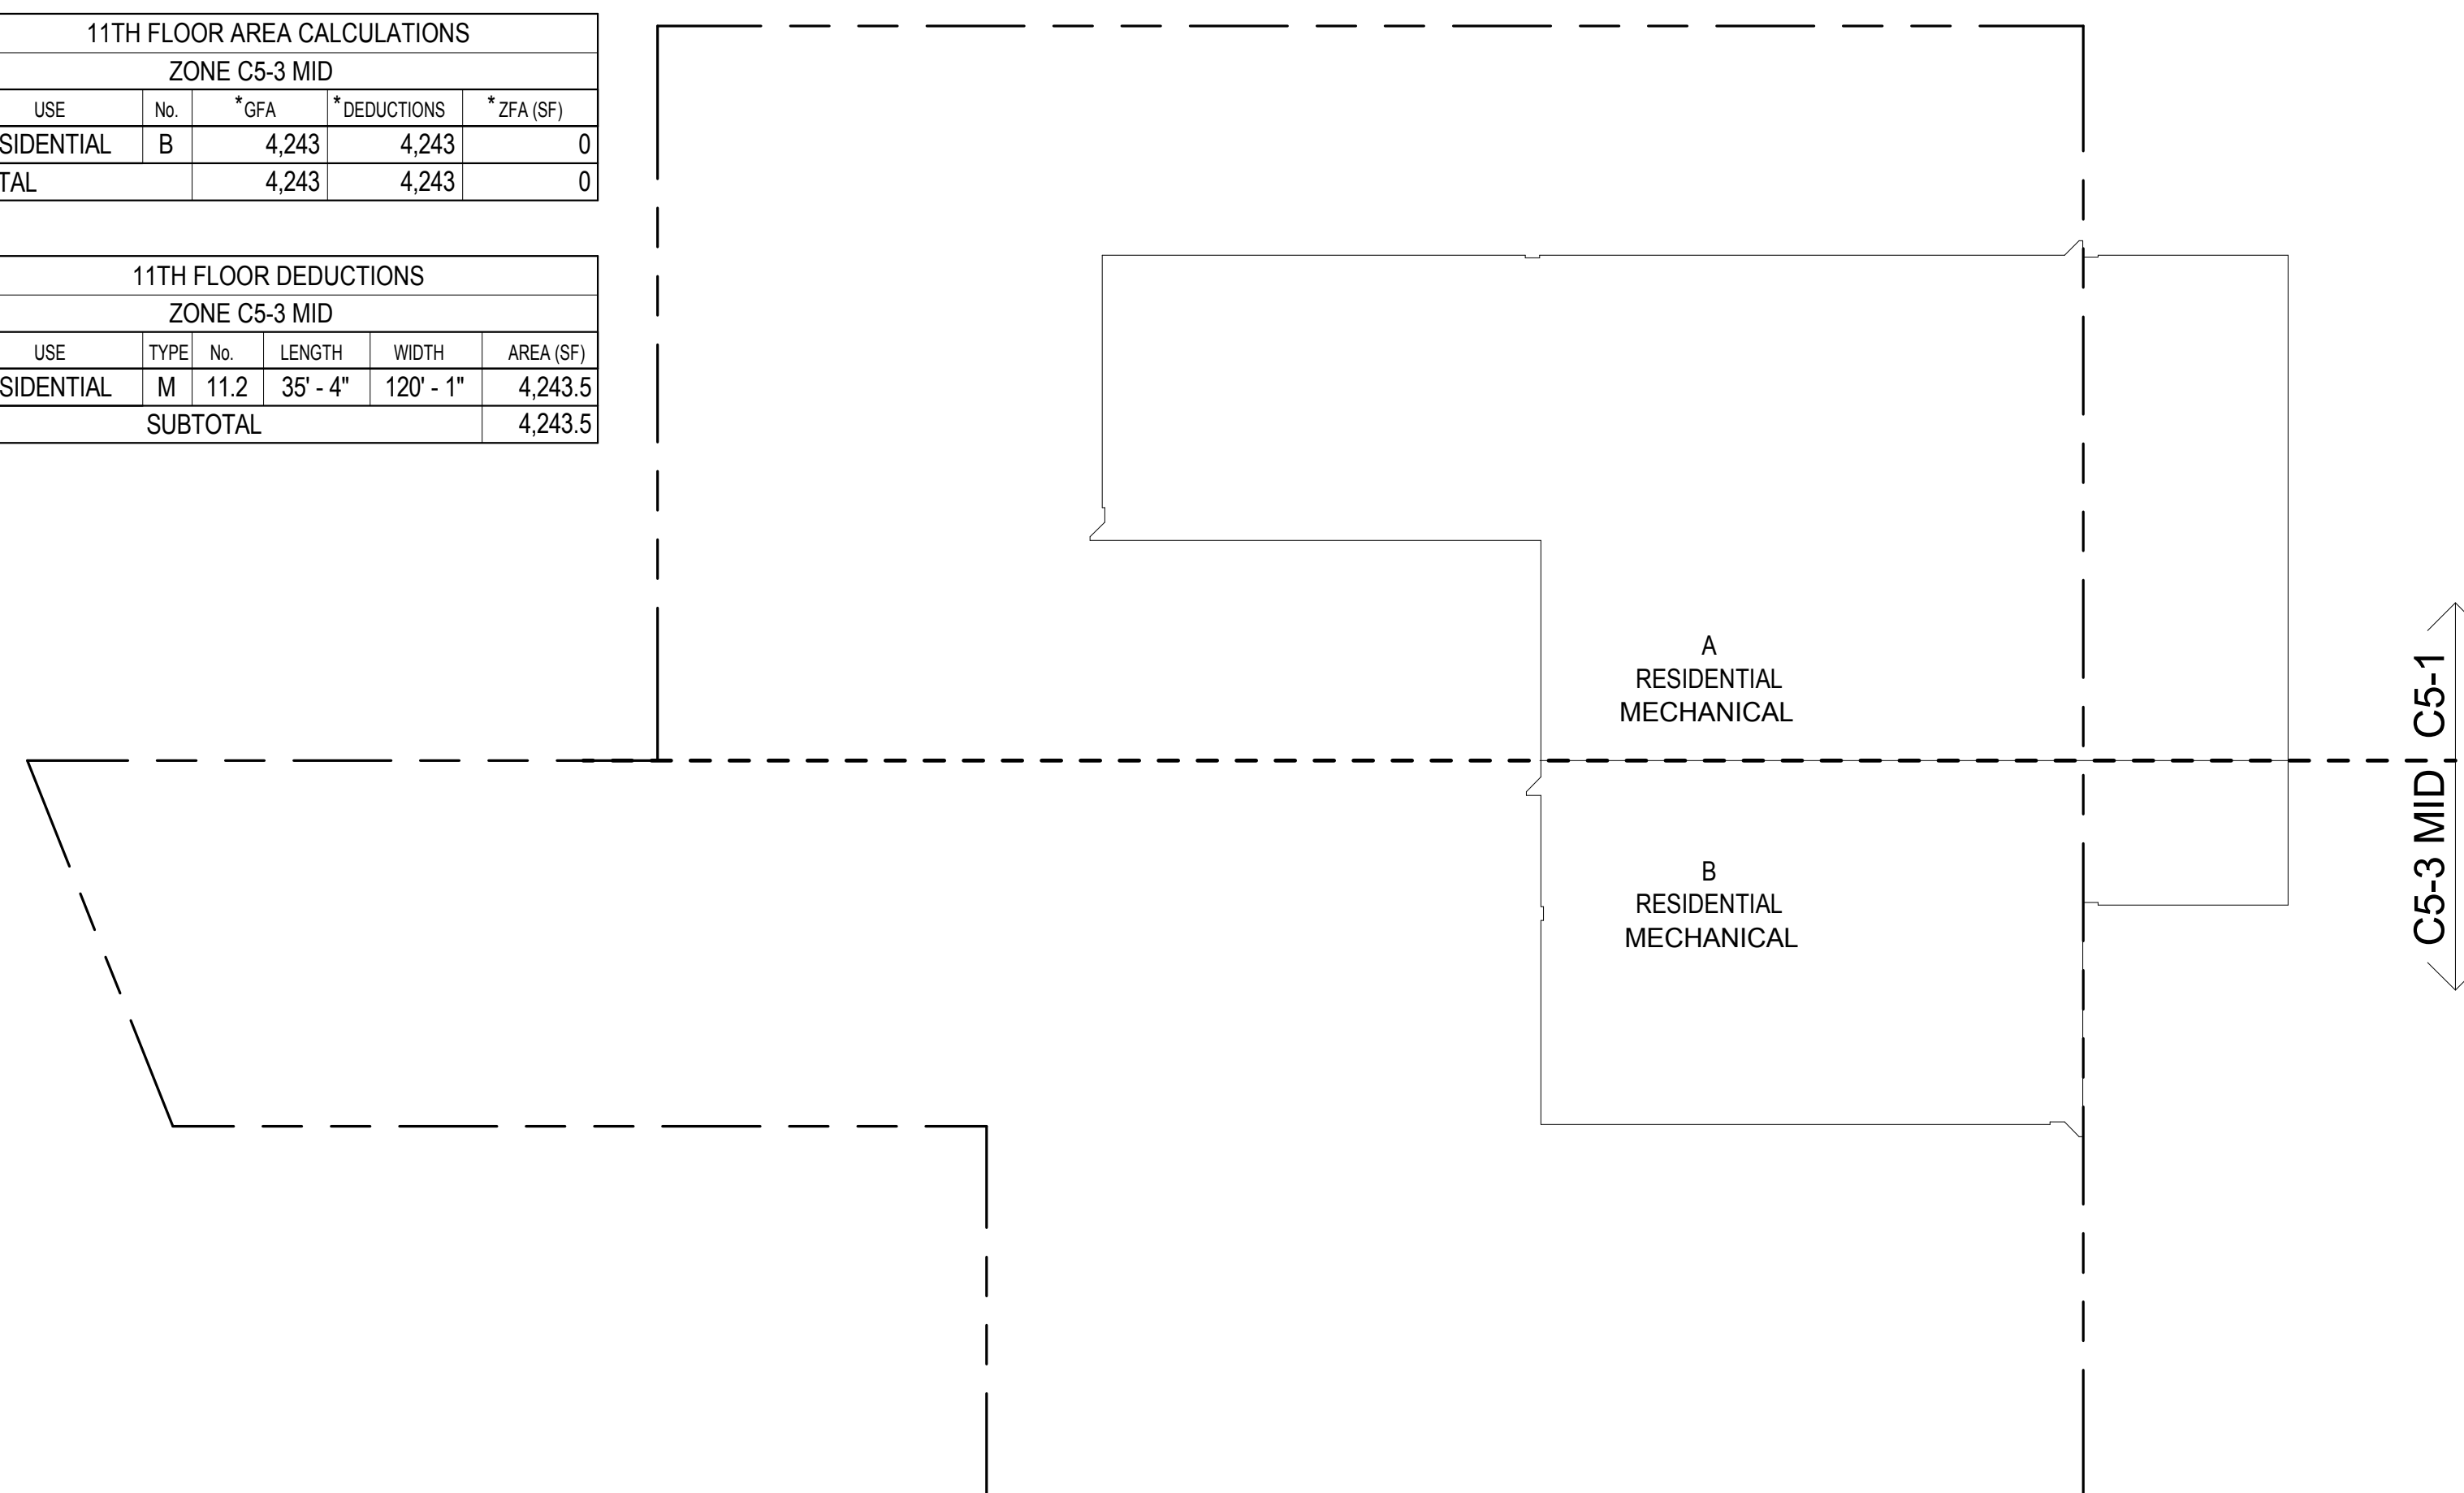 11TH FLOOR AREA CALCULATIONS
ZONE C5-3 MID
USE No. *GFA *DEDUCTIONS *ZFA (SF)
SIDENTIAL B 4,243 4,243 0
TAL 4,243 4,243 0
11TH FLOOR DEDUCTIONS
ZONE C5-3 MID
USE TYPE No. LENGTH WIDTH AREA (SF)
SIDENTIAL M 11.2 35' - 4" 120' - 1" 4,243.5
SUBTOTAL 4,243.5
A
RESIDENTIAL
MECHANICAL
B
RESIDENTIAL
MECHANICAL
C5-3 MID C5-1